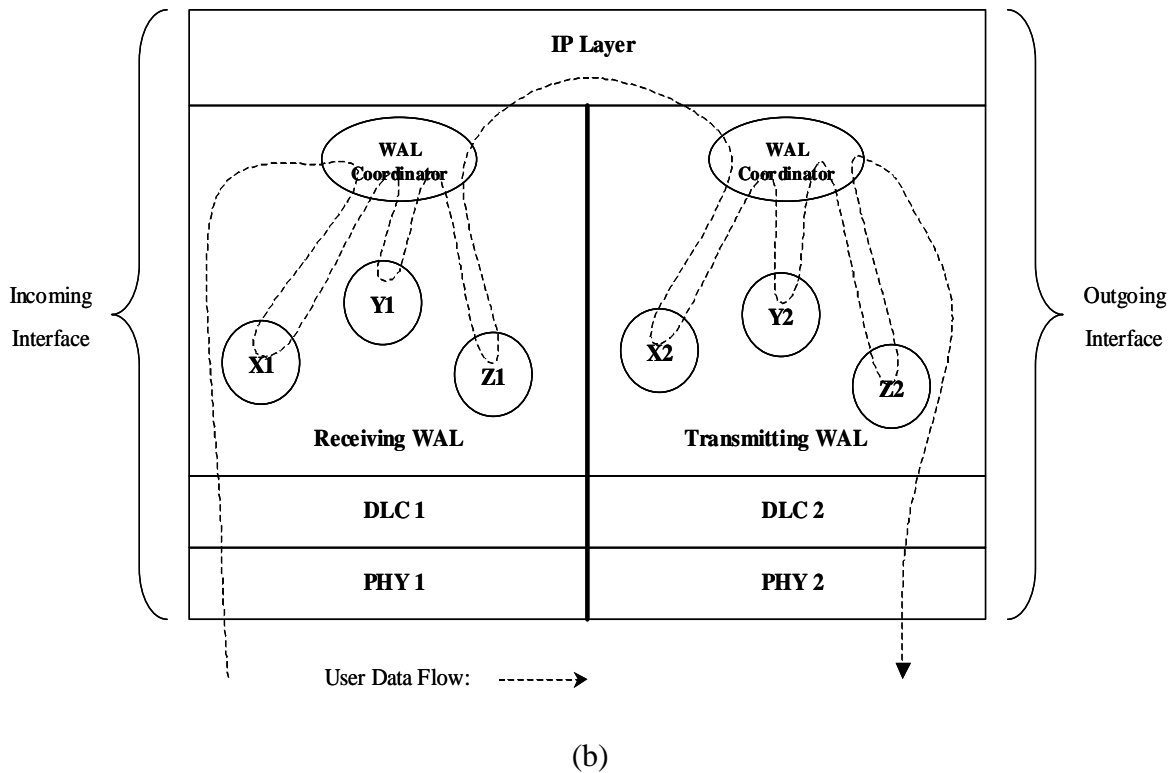 IP Layer
WAL
Coordinator
WAL
Coordinator
Incoming
Interface
Outgoing
Interface
Y1
X1
Z1
Y2
X2
Z2
Receiving WAL
Transmitting WAL
DLC 1
DLC 2
PHY 1
PHY 2
User Data Flow:
(b)